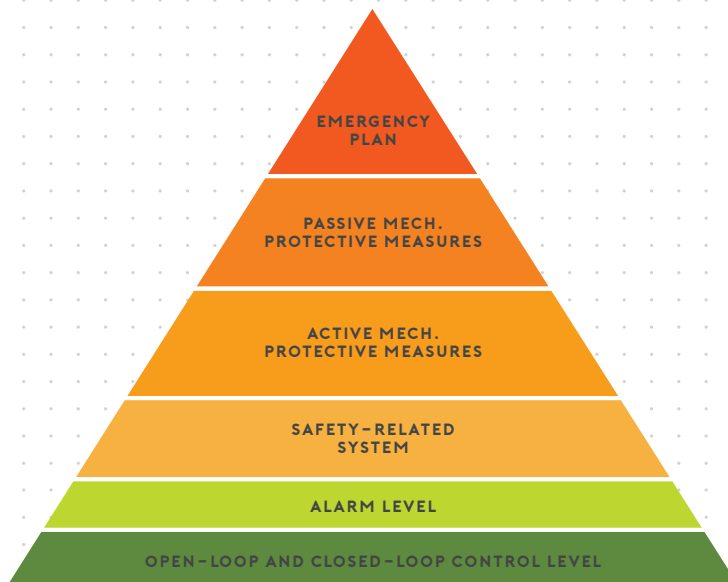 EMERGENCY
PLAN
PASSIVE MECH.
PROTECTIVE MEASURES
ACTIVE MECH.
PROTECTIVE MEASURES
SAFETY-RELATED
SYSTEM
ALARM LEVEL
OPEN-LOOP AND CLOSED-LOOP CONTROL LEVEL